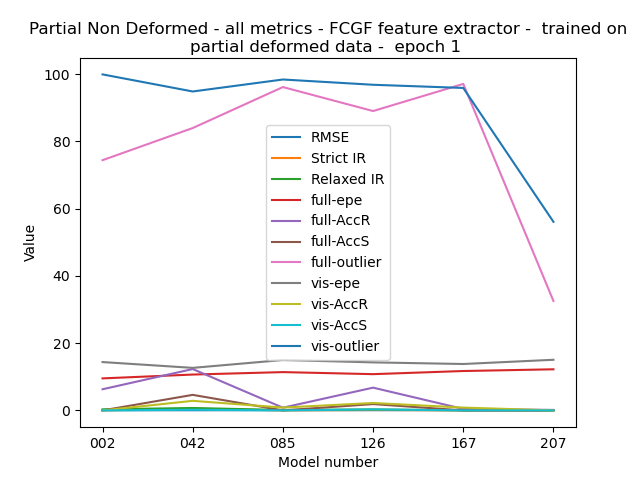 Partial Non Deformed - all metrics - FCGF feature extractor -  trained on
partial deformed data -  epoch 1
100
80
60
40
20
0
Value
RMSE
Strict IR
Relaxed IR
full-epe
full-AccR
full-AccS
full-outlier
vis-epe
vis-AccR
vis-AccS
vis-outlier
002 042 085 126 167 207
Model number